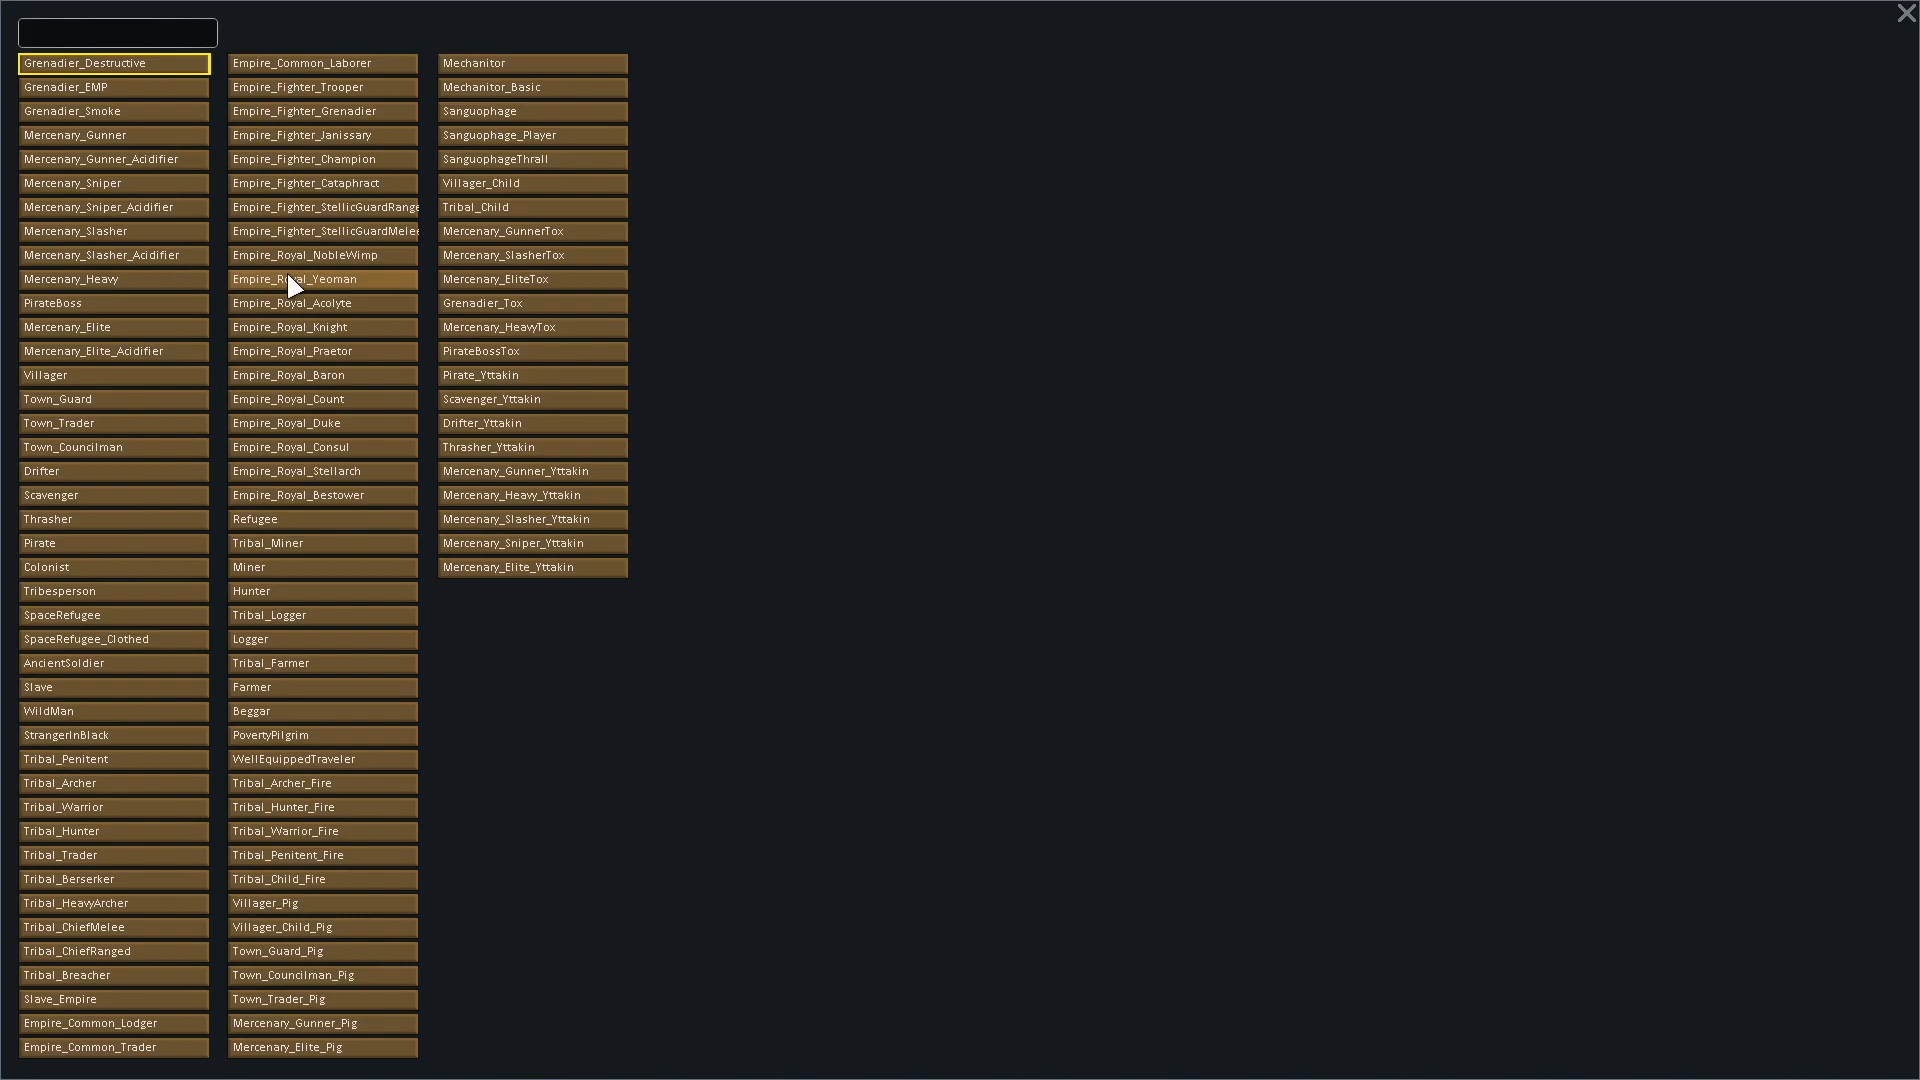 Grenadier_Destructive
Grenadier_EMP
Grenadier_Smoke
Mercenary_Gunner
Mercenary_Gunner_Acidifier
Mercenary_Sniper
Mercenary_Sniper_Acidifier
Mercenary_Slasher
Mercenary_Slasher_Acidifier
Mercenary_Heavy
PirateBoss
Mercenary_Elite
Mercenary_Elite_Acidifier
Villager
Town_Guard
Town_Trader
Town_Councilman
Drifter
Scavenger
Thrasher
Pirate
Colonist
Tribesperson
SpaceRefugee
SpaceRefugee_Clothed
AncientSoldier
Slave
WildMan
StrangerInBlack
Tribal_Penitent
Tribal_Archer
Tribal_Warrior
Tribal_Hunter
Tribal_Trader
Tribal_Berserker
Tribal_HeavyArcher
Tribal_ChiefMelee
Tribal_ChiefRanged
Tribal_Breacher
Slave_Empire
Empire_Common_Lodger
Empire_Common_Trader
Empire_Common_Laborer
Empire_Fighter_Trooper
Empire_Fighter_Grenadier
Empire_Fighter_Janissary
Empire_Fighter_Champion
Empire_Fighter_Cataphract
Empire_Fighter_StellicGuardRange
Empire_Fighter_StellicGuardMelee
Empire_Royal_NobleWimp
Empire_Royal_Yeoman
Empire_Royal_Acolyte
Empire_Royal_Knight
Empire_Royal_Praetor
Empire_Royal_Baron
Empire_Royal_Count
Empire_Royal_Duke
Empire_Royal_Consul
Empire_Royal_Stellarch
Empire_Royal_Bestower
Refugee
Tribal_Miner
Miner
Hunter
Tribal_Logger
Logger
Tribal_Farmer
Farmer
Beggar
PovertyPilgrim
WellEquippedTraveler
Tribal_Archer_Fire
Tribal_Hunter_Fire
Tribal_Warrior_Fire
Tribal_Penitent_Fire
Tribal_Child_Fire
Villager_Pig
Villager_Child_Pig
Town_Guard_Pig
Town_Councilman_Pig
Town_Trader_Pig
Mercenary_Gunner_Pig
Mercenary_Elite_Pig
Mechanitor
Mechanitor_Basic
Sanguophage
Sanguophage_Player
SanguophageThrall
Villager_Child
Tribal_Child
Mercenary_GunnerTox
Mercenary_SlasherTox
Mercenary_EliteTox
Grenadier_Tox
Mercenary_HeavyTox
PirateBossTox
Pirate_Yttakin
Scavenger_Yttakin
Drifter_Yttakin
Thrasher_Yttakin
Mercenary_Gunner_Yttakin
Mercenary_Heavy_Yttakin
Mercenary_Slasher_Yttakin
Mercenary_Sniper_Yttakin
Mercenary_Elite_Yttakin